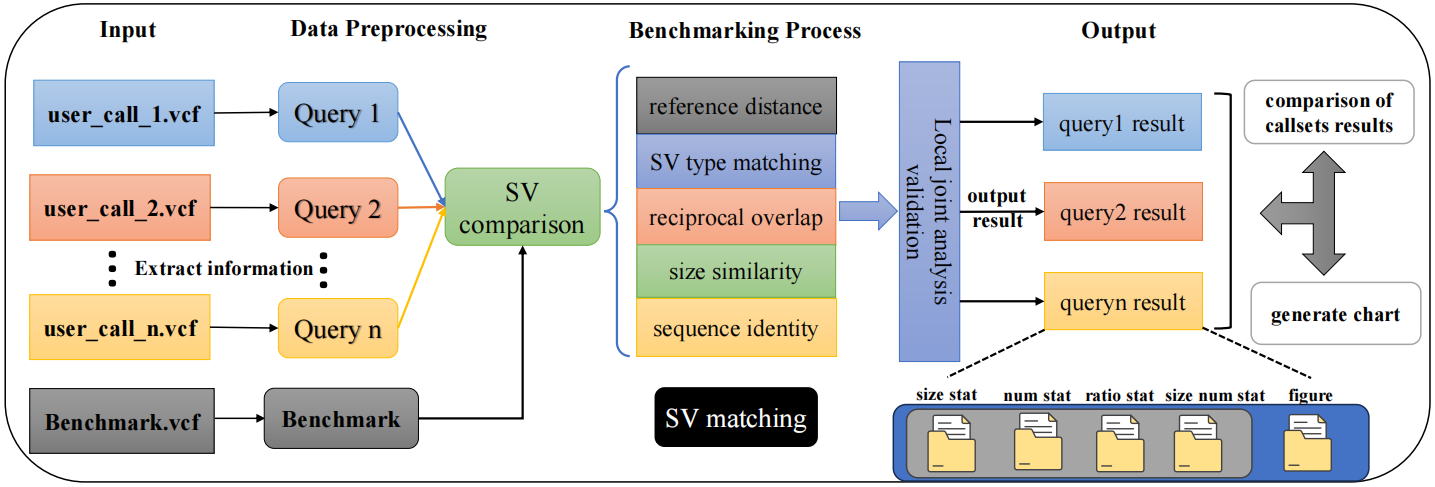 Input
Data Preprocessing
Benchmarking Process
Output
user_call_1.vcf
Query 1
user_call_2.vcf
Query 2
Extract information
user_call_n.vcf
Query n
Benchmark.vcf
Benchmark
SV
comparison
reference distance
SV type matching
reciprocal overlap
size similarity
sequence identity
SV matching
Local joint analysis
validation
output
result
query1 result
query2 result
queryn result
comparison of
callsets results
generate chart
size stat
num stat
ratio stat
size num stat
figure